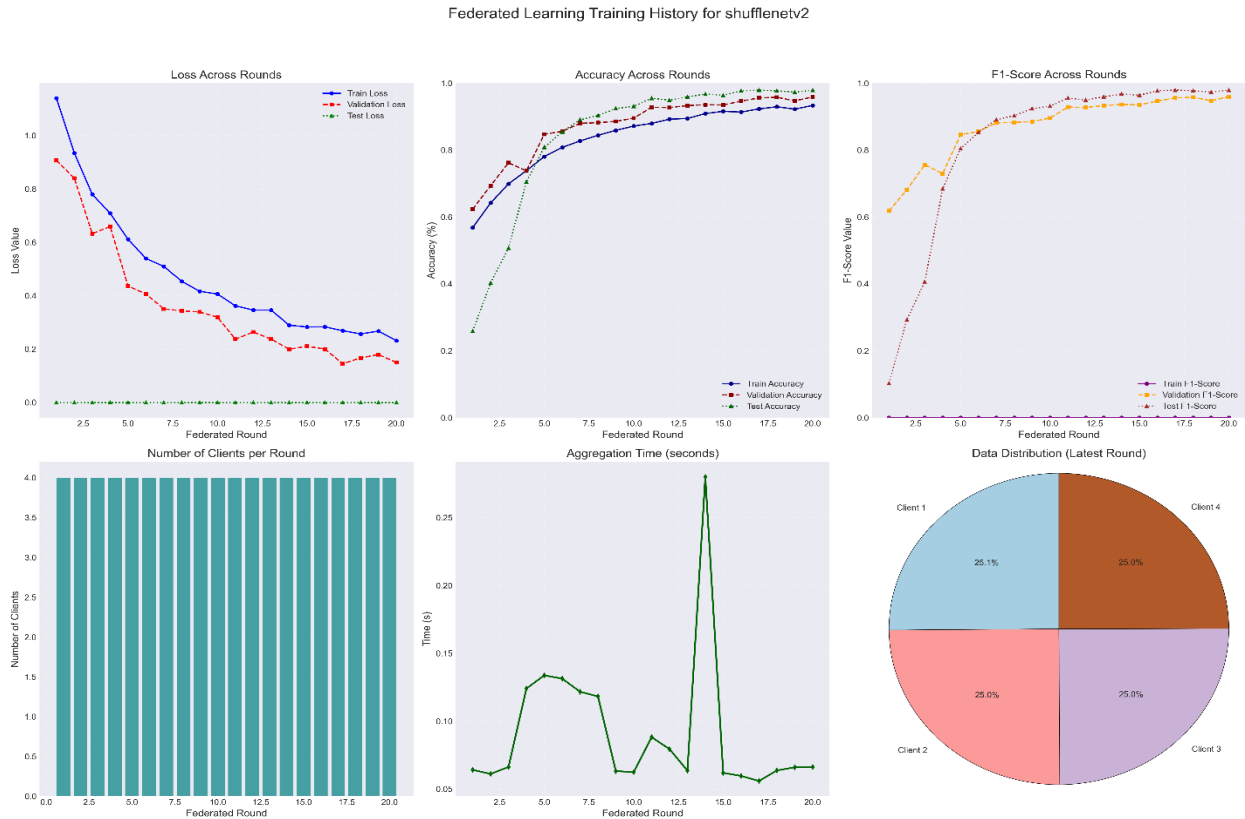 Federated Learning Training History for shufflenetv2
Loss Across Rounds
Train Loss
Validation Loss
Test Loss
1.0
0.8
0.6
0.4
0.2
0.0
Loss Value
2.5 5.0 7.5 10.0 12.5 15.0 17.5 20.0
Federated Round
Accuracy Across Rounds
1.0
0.8
0.6
0.4
0.2
0.0
Accuracy (%)
Train Accuracy
Validation Accuracy
Test Accuracy
2.5 5.0 7.5 10.0 12.5 15.0 17.5 20.0
Federated Round
F1-Score Across Rounds
1.0
0.8
0.6
0.4
0.2
0.0
F1-Score Value
Train F1-Score
Validation F1-Score
Test F1-Score
2.5 5.0 7.5 10.0 12.5 15.0 17.5 20.0
Federated Round
Number of Clients per Round
4.0
3.5
3.0
2.5
2.0
1.5
1.0
0.5
0.0
Number of Clients
0.0 2.5 5.0 7.5 10.0 12.5 15.0 17.5 20.0
Federated Round
Aggregation Time (seconds)
0.25
0.20
0.15
0.10
0.05
Time (s)
2.5 5.0 7.5 10.0 12.5 15.0 17.5 20.0
Federated Round
Data Distribution (Latest Round)
Client 1
Client 4
25.1%
25.0%
25.0%
25.0%
Client 2
Client 3